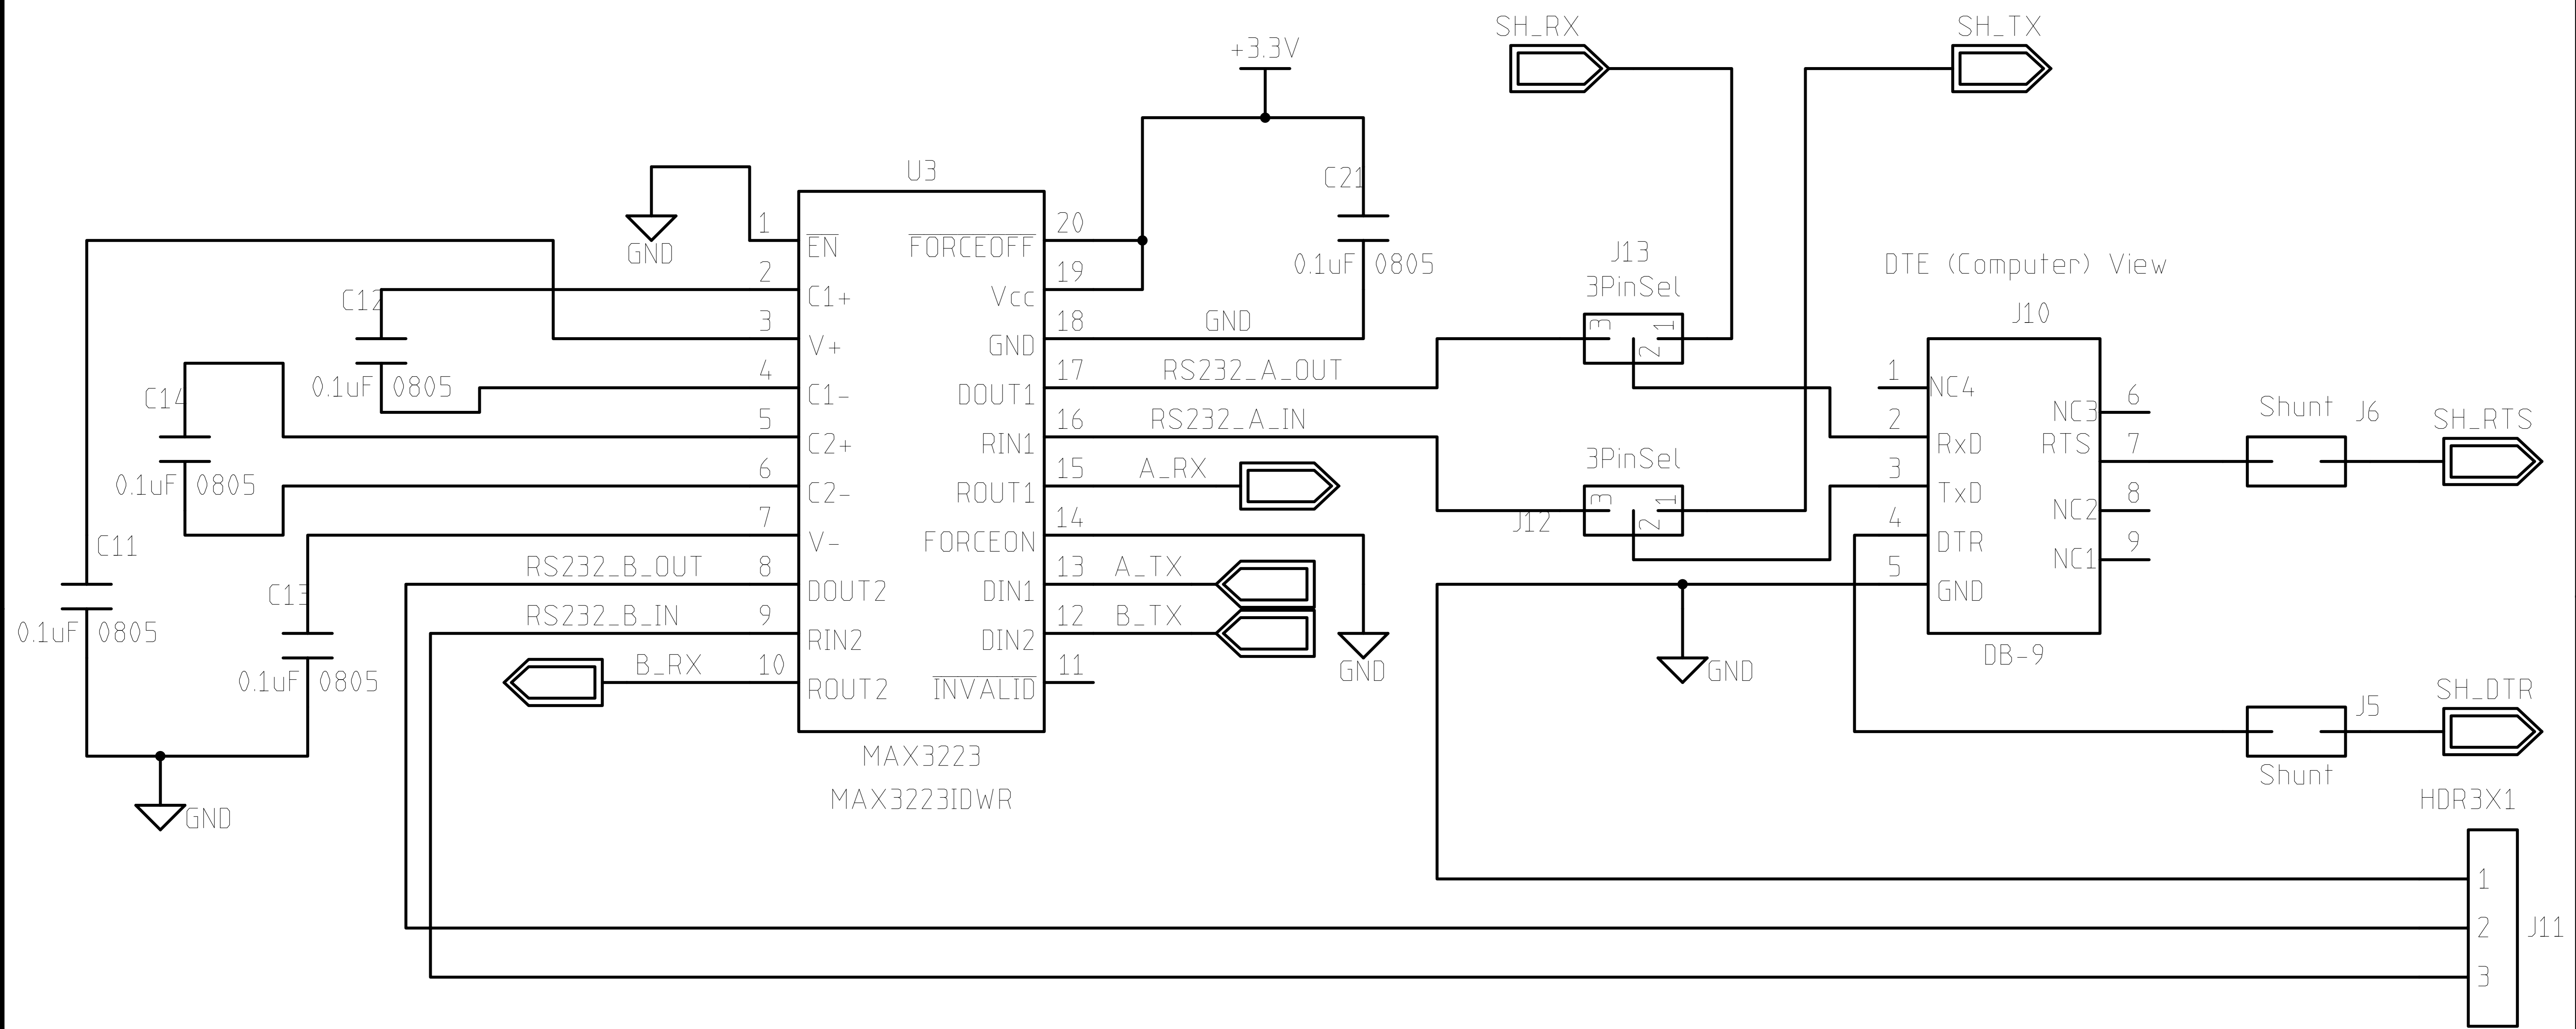 SH_RX
SH_TX
+3.3V
U3
C21
0.1uF 0805
GND
1
2
3
4
5
6
7
8
9
10
20
19
18
17
16
15
14
13
12
11
EN
C1+
V+
C1-
C2+
C2-
V-
DOUT2
RIN2
ROUT2
FORCEOFF
Vcc
GND
DOUT1
RIN1
ROUT1
FORCEON
DIN1
DIN2
INVALID
MAX3223
MAX3223IDWR
C12
0.1uF 0805
C14
0.1uF 0805
C11
0.1uF 0805
C13
0.1uF 0805
GND
RS232_B_OUT
RS232_B_IN
B_RX
GND
RS232_A_OUT
RS232_A_IN
A_RX
A_TX
B_TX
GND
J13
3PinSel
3
2
1
3PinSel
J12
3
2
1
GND
DTE (Computer) View
J10
1
2
3
4
5
NC4
RxD
TxD
DTR
GND
NC3
RTS
NC2
NC1
6
7
8
9
DB-9
Shunt
J6
SH_RTS
J5
Shunt
SH_DTR
HDR3X1
1
2
3
J11